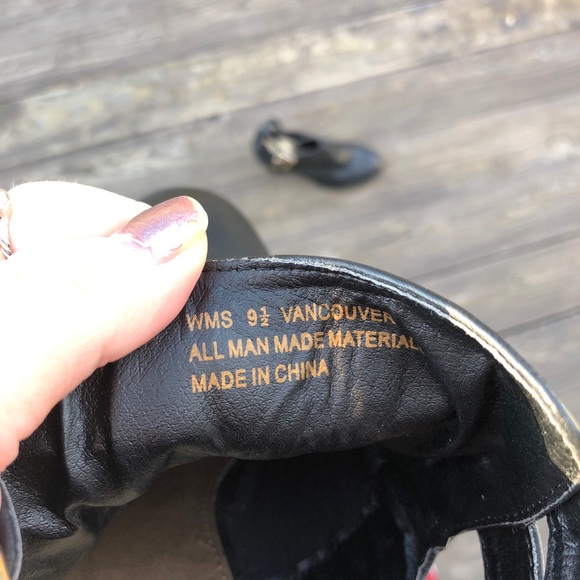 WMS 9½ VANCOUVER
ALL MAN MADE MATERIAL
MADE IN CHINA